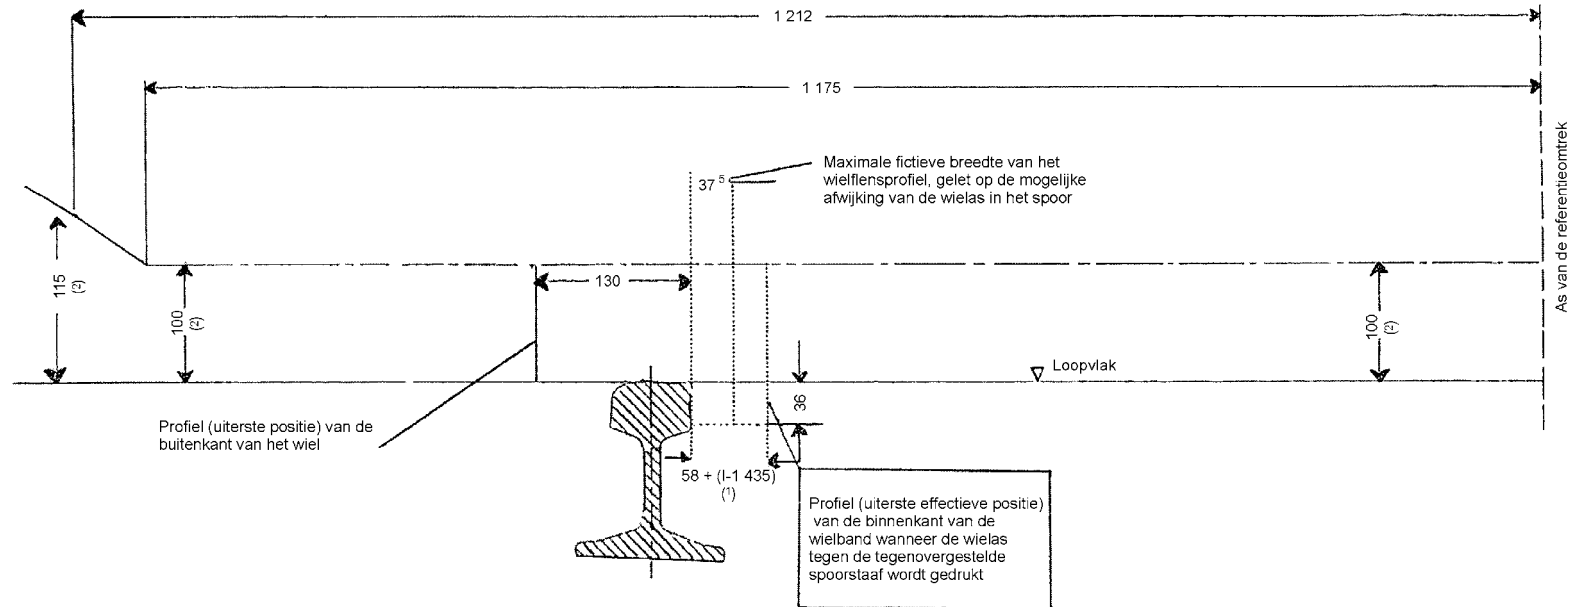 1 212
1 175
Maximale fictieve breedte van het
wielflensprofiel, gelet op de mogelijke
afwijking van de wielas in het spoor
37 5
As van de referentieomtrek
130
115
(2)
100
(2)
100
(2)
Loopvlak
36
Profiel (uiterste positie) van de
buitenkant van het wiel
58 + (l-1 435)
(1)
Profiel (uiterste effectieve positie)
van de binnenkant van de
wielband wanneer de wielas
tegen de tegenovergestelde
spoorstaaf wordt gedrukt